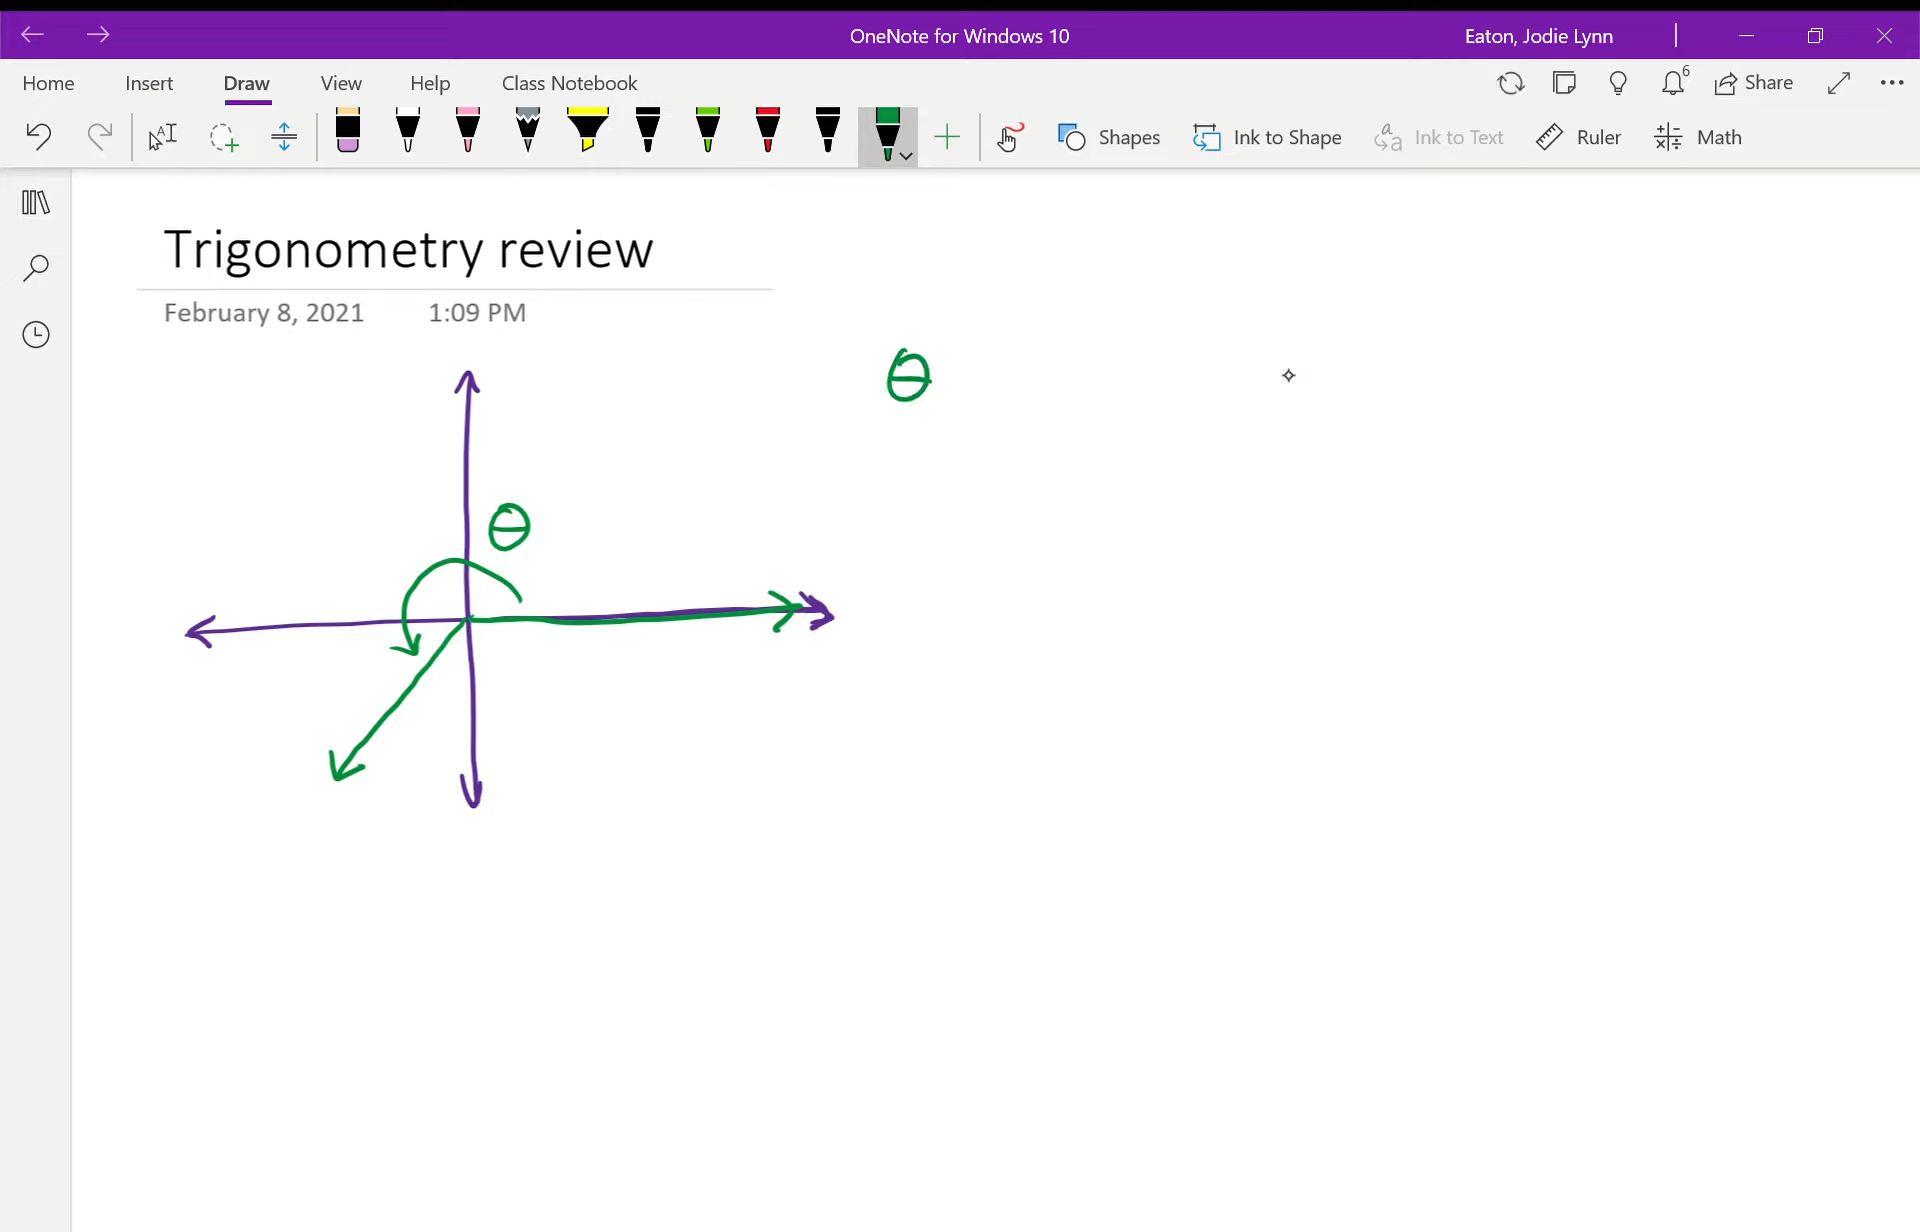 OneNote for Windows 10 Eaton, Jodie Lynn
Home Insert Draw View Help Class Notebook 6 Share
Shapes Ink to Shape Ink to Text Ruler Math
Trigonometry review
February 8, 2021 1:09 PM
θ
θ